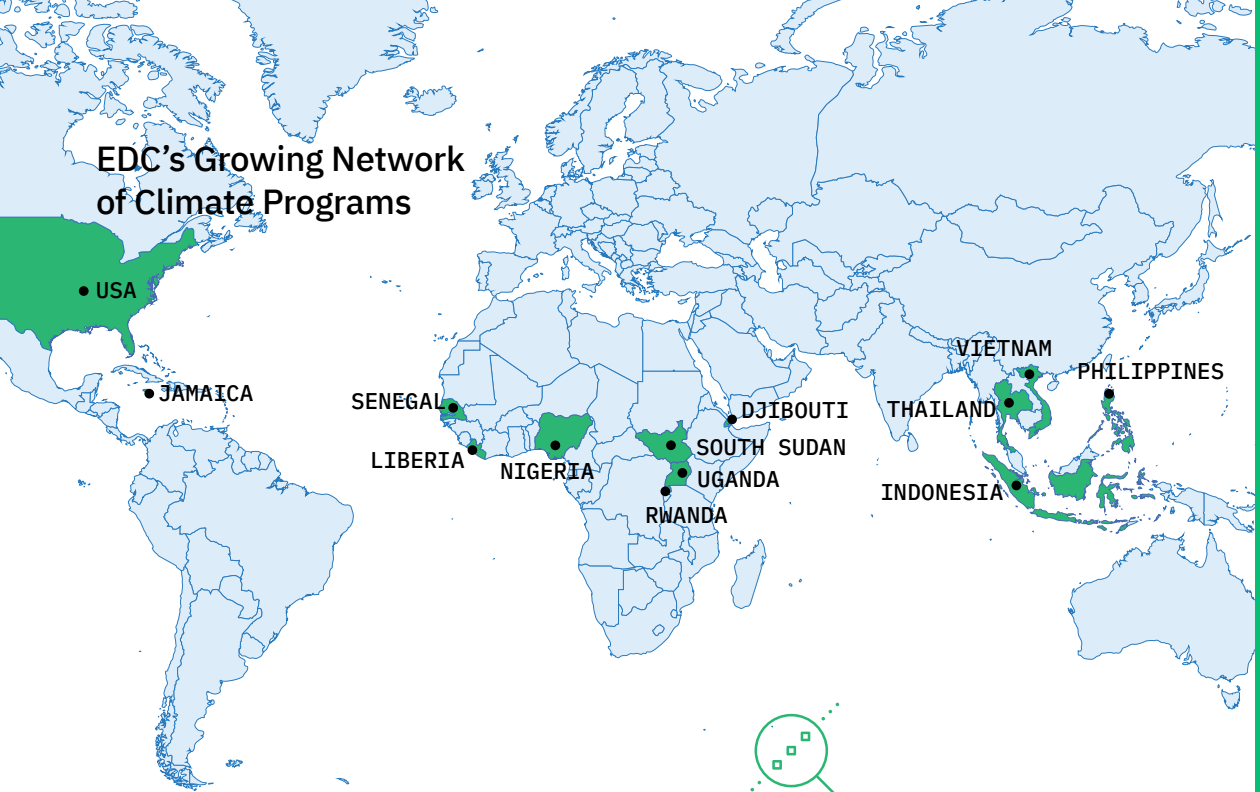 EDC’s Growing Network
of Climate Programs
USA
VIETNAM
PHILIPPINES
JAMAICA
SENEGAL
DJIBOUTI
THAILAND
SOUTH SUDAN
LIBERIA
NIGERIA
UGANDA
INDONESIA
RWANDA